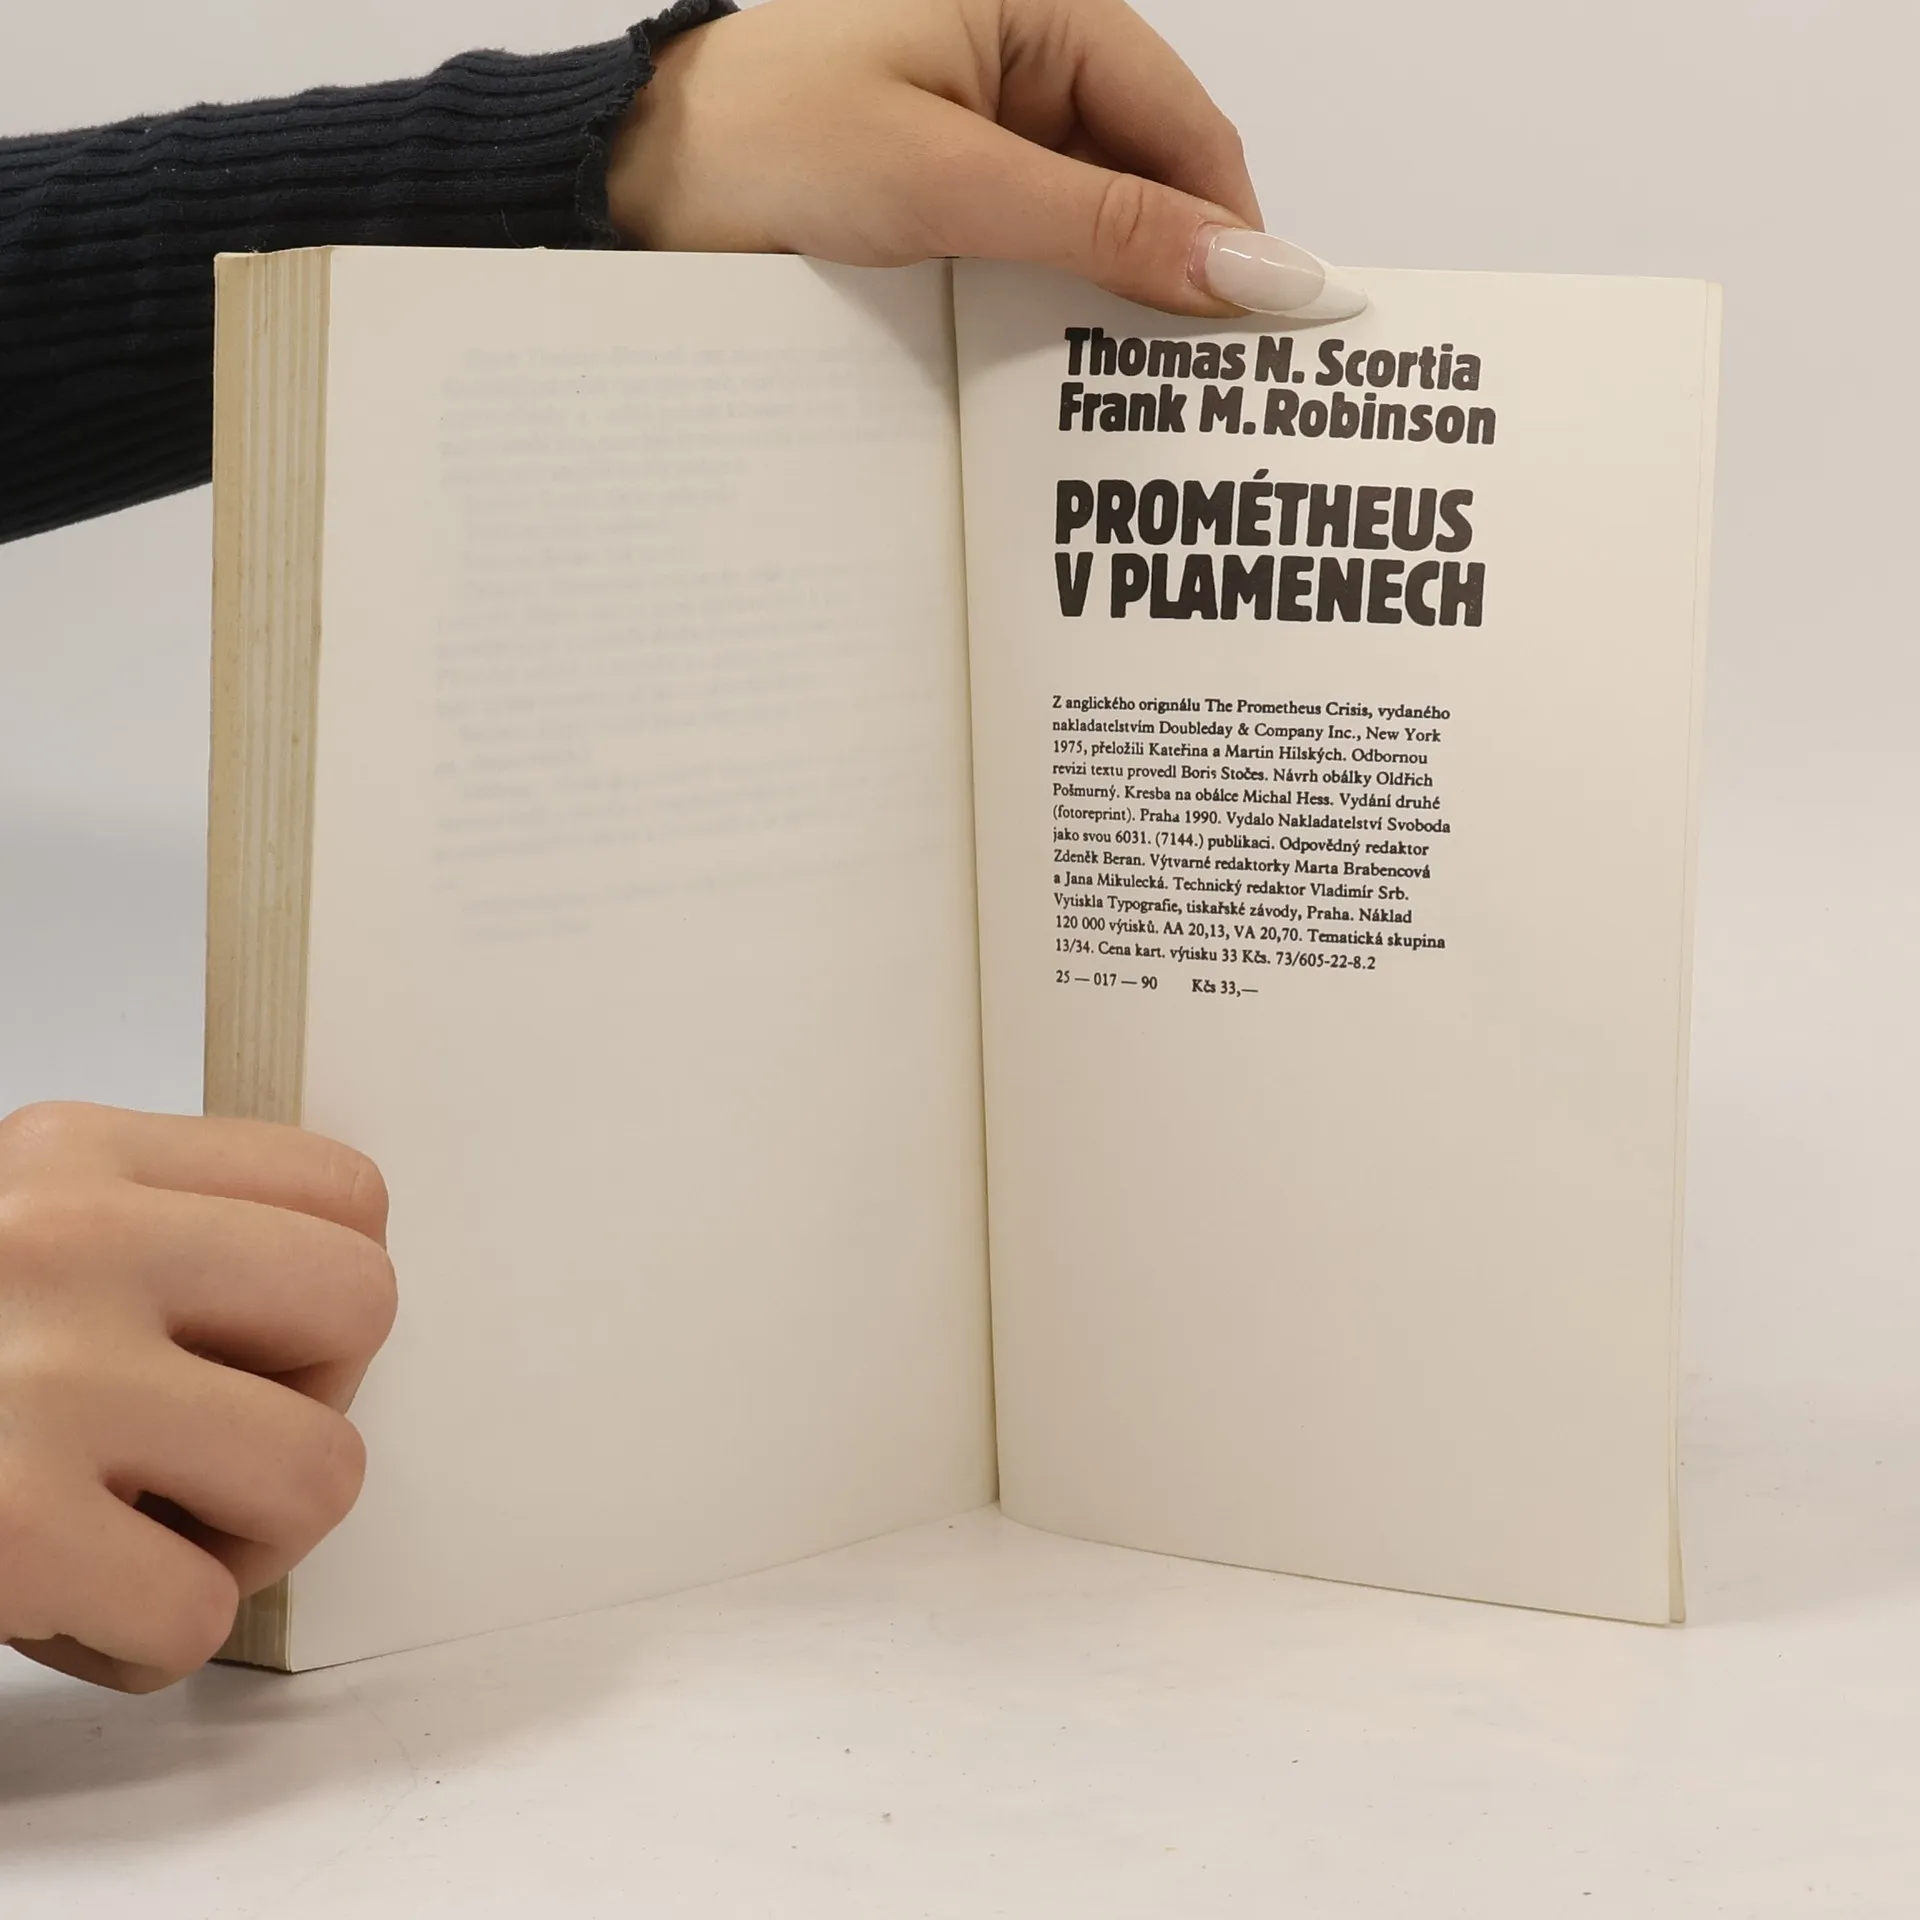 Thomas N. Scortia
Frank M. Robinson
PROMÉTHEUS
V PLAMENECH
Z anglického originálu The Prometheus Crisis, vydaného
nakladatelstvím Doubleday & Company Inc., New York
1975, přeložili Kateřina a Martin Hilských. Odbornou
revizi textu provedl Boris Stočes. Návrh obálky Oldřich
Pošmurný. Kresba na obálce Michal Hess. Vydání druhé
(fotoreprint). Praha 1990. Vydalo Nakladatelství Svoboda
jako svou 6031. (7144.) publikaci. Odpovědný redaktor
Zdeněk Beran. Výtvarné redaktorky Marta Brabencová
a Jana Mikulecká. Technický redaktor Vladimír Srb.
Vytiskla Typografie, tiskařské závody, Praha. Náklad
120 000 výtisků. AA 20,13, VA 20,70. Tematická skupina
13/34. Cena kart. výtisku 33 Kčs. 73/605-22-8.2
25 — 017 — 90 Kčs 33,—